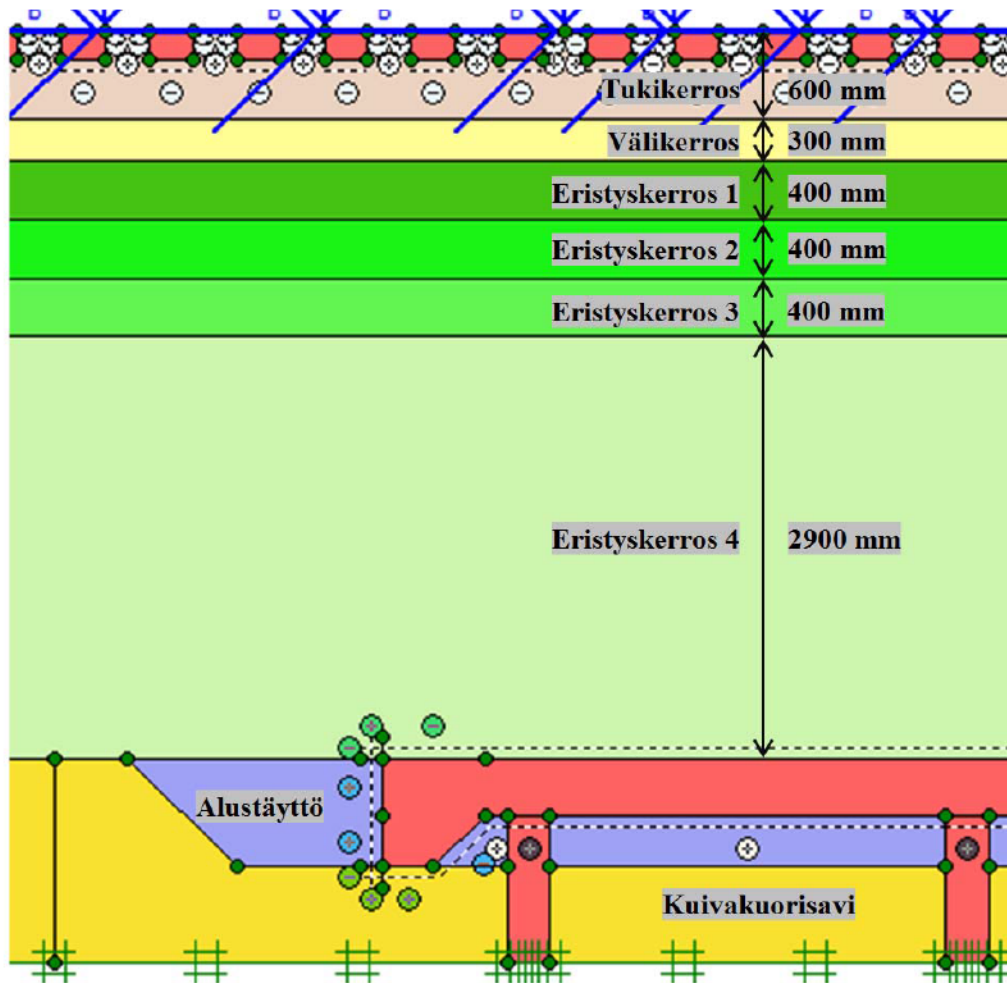 Tukikerros 600 mm
Välikerros 300 mm
Eristyskerros 1 400 mm
Eristyskerros 2 400 mm
Eristyskerros 3 400 mm
Eristyskerros 4 2900 mm
Alustäyttö
Kuivakuorisavi